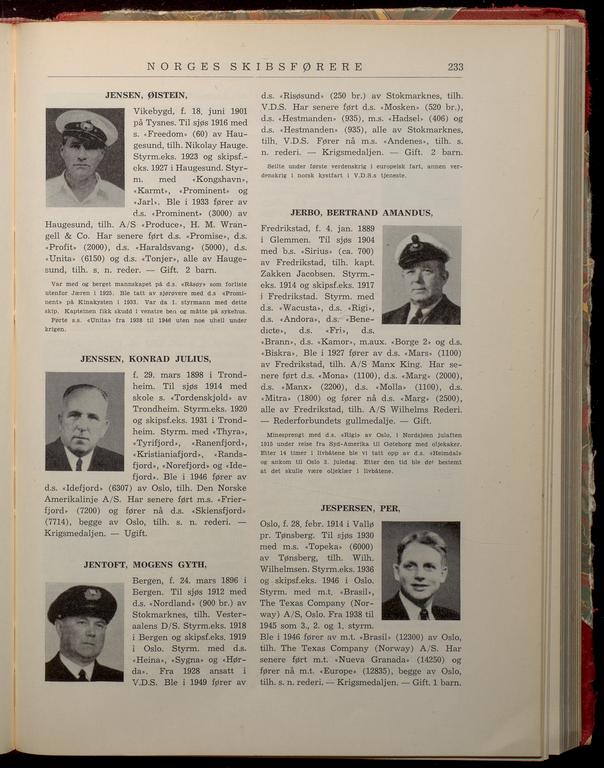 NORGES SKIBSFØRERE 233
JENSEN, ØISTEIN,
Vikebygd, f. 18. juni 1901
på Tysnes. Til sjøs 1916 med
s. «Freedom» (60) av Hau-
gesund, tilh. Nikolay Hauge.
Styrm.eks. 1923 og skipsf.-
eks. 1927 i Haugesund. Styr-
m. med «Kongshavn»,
«Karmt», «Prominent» og
«Jarl». Ble i 1933 fører av
d.s. «Prominent» (3000) av
Haugesund, tilh. A/S «Produce», H. M. Wran-
gell & Co. Har senere ført d.s. «Promise», d.s.
«Profit» (2000), d.s. «Haraldsvang» (5000), d.s.
«Unita» (6150) og d.s. «Tonjer», alle av Hauge-
sund, tilh. s. n. reder. — Gift. 2 barn.
Var med og berget mannskapet på d.s. «Råsøy» som forliste
utenfor Jæren i 1925. Ble tatt av sjørøvere med d.s «Promi-
nent» på Kinakysten i 1933. Var da 1. styrmann med dette
skip. Kapteinen fikk skudd i venstre ben og måtte på sykehus.
Førte s.s. «Unita» fra 1938 til 1946 uten noe uhell under
krigen.
JENSSEN, KONRAD JULIUS,
f. 29. mars 1898 i Trond-
heim. Til sjøs 1914 med
skole s. «Tordenskjold» av
Trondheim. Styrm.eks. 1920
og skipsf.eks. 1931 i Trond-
heim. Styrm. med «Thyra»,
«Tyrifjord», «Ranenfjord»,
«Kristianiafjord», «Rands-
fjord», «Norefjord» og «Ide-
fjord». Ble i 1946 fører av
d.s. «Idefjord» (6307) av Oslo, tilh. Den Norske
Amerikalinje A/S. Har senere ført m.s. «Frier-
fjord» (7200) og fører nå d.s. «Skiensfjord»
(7714), begge av Oslo, tilh. s. n. rederi. —
Krigsmedaljen. — Ugift.
JENTOFT, MOGENS GYTH,
Bergen, f. 24. mars 1896 i
Bergen. Til sjøs 1912 med
d.s. «Nordland» (900 br.) av
Stokmarknes, tilh. Vester-
aalens D/S. Styrm.eks. 1918
i Bergen og skipsf.eks. 1919
i Oslo. Styrm. med d.s.
«Heina», «Sygna» og «Hør-
da». Fra 1928 ansatt i
V.D.S. Ble i 1949 fører av
d.s. «Risøsund» (250 br.) av Stokmarknes, tilh.
V.D.S. Har senere ført d.s. «Mosken» (520 br.),
d.s. «Hestmanden» (935), m.s. «Hadsel» (406) og
d.s. «Hestmanden» (935), alle av Stokmarknes,
tilh. V.D.S. Fører nå m.s. «Andenes», tilh. s.
n. rederi. — Krigsmedaljen. — Gift. 2 barn.
Seilte under første verdenskrig i europeisk fart, annen ver-
denskrig i norsk kystfart i V.D.S.s tjeneste.
JERBO, BERTRAND AMANDUS,
Fredrikstad, f. 4. jan. 1889
i Glemmen. Til sjøs 1904
med b.s. «Sirius» (ca. 700)
av Fredrikstad, tilh. kapt.
Zakken Jacobsen. Styrm.-
eks. 1914 og skipsf.eks. 1917
i Fredrikstad. Styrm. med
d.s. «Wacusta», d.s. «Rigi»,
d.s. «Andora», d.s. «Bene-
dicte», d.s. «Fri», d.s.
«Brann», d.s. «Kamor», m.aux. «Borge 2» og d.s.
«Biskra». Ble i 1927 fører av d.s. «Mars» (1100)
av Fredrikstad, tilh. A/S Manx King. Har se-
nere ført d.s. «Mona» (1100), d.s. «Marg» (2000),
d.s. «Manx» (2200), d.s. «Molla» (1100), d.s.
«Mitra» (1800) og fører nå d.s. «Marg» (2500),
alle av Fredrikstad, tilh. A/S Wilhelms Rederi.
— Rederforbundets gullmedalje. — Gift.
Minesprengt med d.s. «Rigi» av Oslo, i Nordsjøen julaften
1915 under reise fra Syd-Amerika til Gøteborg med oljekaker.
Etter 14 timer i livbåtene ble vi tatt opp av d.s. «Heimdal»
og ankom til Oslo 3. juledag. Etter den tid ble det bestemt
at det skulle være oljeklær i livbåtene.
JESPERSEN, PER,
Oslo, f. 28. febr. 1914 i Vallø
pr. Tønsberg. Til sjøs 1930
med m.s. «Topeka» (6000)
av Tønsberg, tilh. Wilh.
Wilhelmsen. Styrm.eks. 1936
og skipsf.eks. 1946 i Oslo.
Styrm. med m.t. «Brasil»,
The Texas Company (Nor-
way) A/S, Oslo. Fra 1938 til
1945 som 3., 2. og 1. styrm.
Ble i 1946 fører av m.t. «Brasil» (12300) av Oslo,
tilh. The Texas Company (Norway) A/S. Har
senere ført m.t. «Nueva Granada» (14250) og
fører nå m.t. «Europe» (12835), begge av Oslo,
tilh. s. n. rederi. — Krigsmedaljen. — Gift. 1 barn.